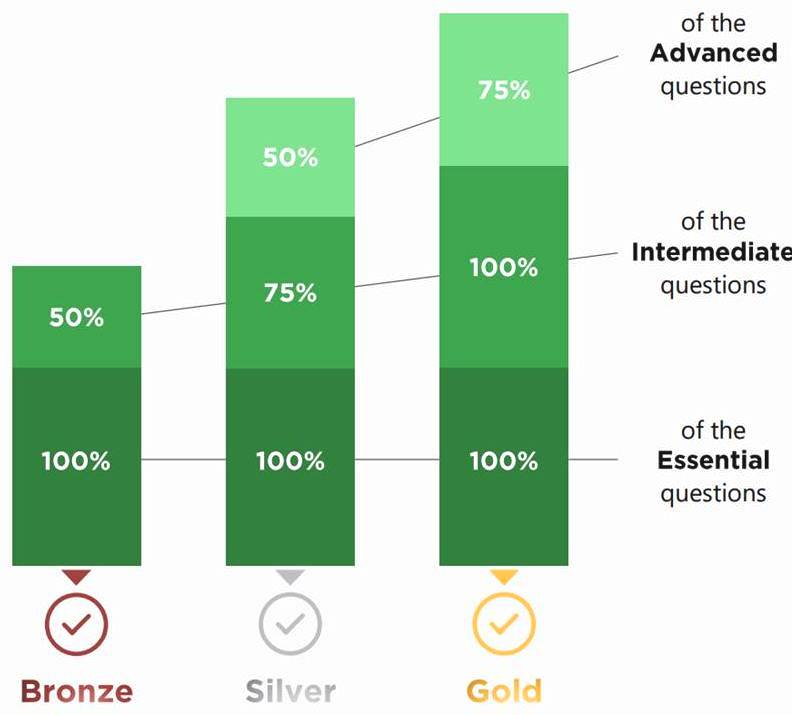 of the
Advanced
questions
75%
50%
of the
Intermediate
questions
100%
75%
50%
of the
Essential
questions
100%
100%
100%
Bronze
Silver
Gold